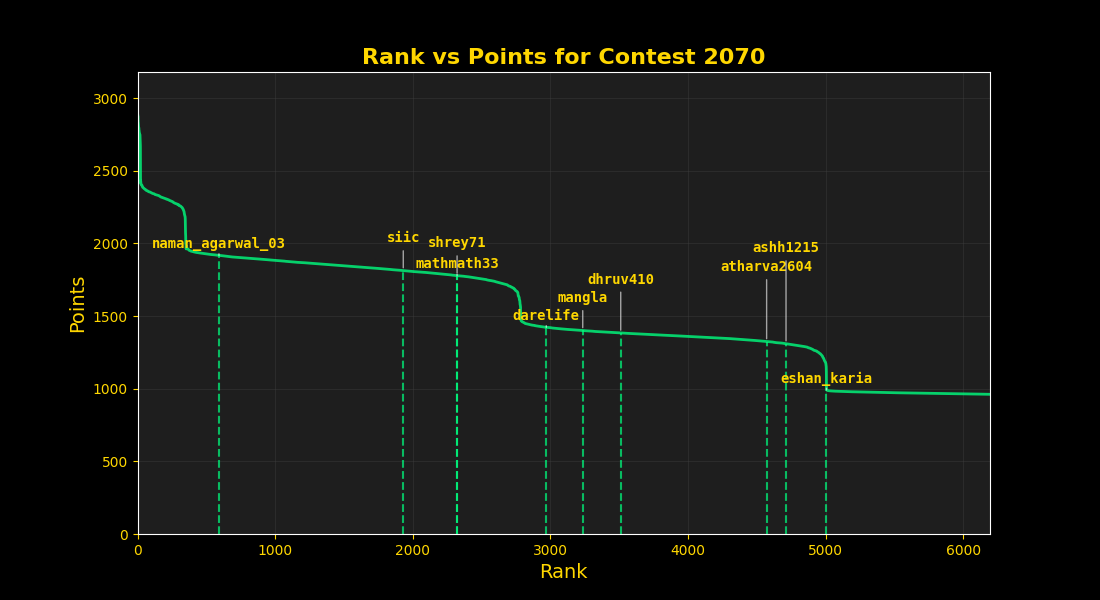 Rank vs Points for Contest 2070
Points
3000
2500
2000
1500
1000
500
0
naman_agarwal_03
siic
shrey71
mathmath33
darelife
mangla
dhruv410
ashh1215
atharva2604
eshan_karia
0 1000 2000 3000 4000 5000 6000
Rank